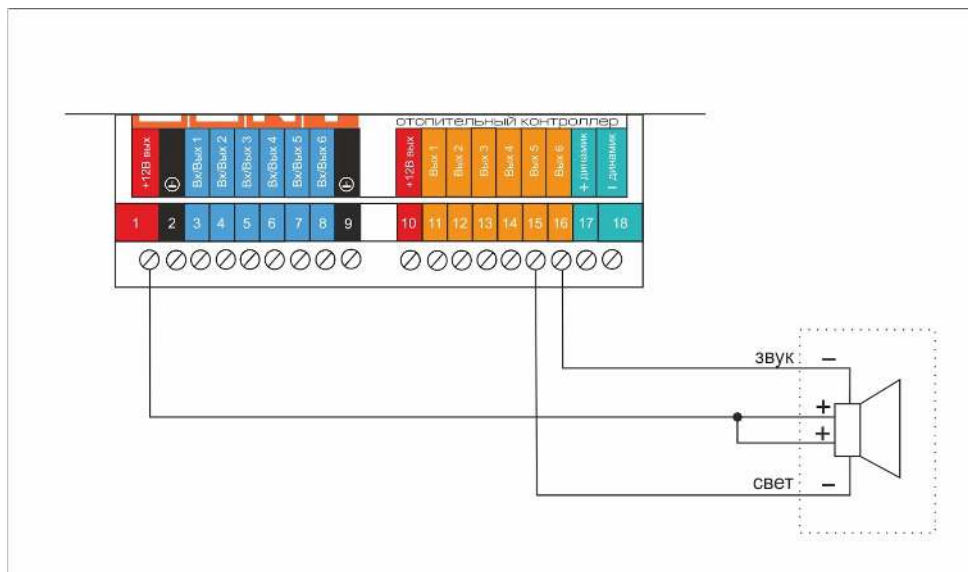 отопительный контроллер
+12В вых
Вх/Вых 1
Вх/Вых 2
Вх/Вых 3
Вх/Вых 4
Вх/Вых 5
Вх/Вых 6
+12В вых
Вых 1
Вых 2
Вых 3
Вых 4
Вых 5
Вых 6
+ динамик
– динамик
1 2 3 4 5 6 7 8 9 10 11 12 13 14 15 16 17 18
звук –
+
+
свет –